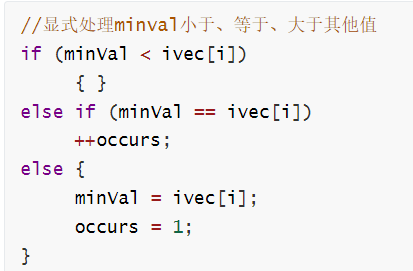 //显式处理minval小于、等于、大于其他值
if (minVal < ivec[i])
     { }
else if (minVal == ivec[i])
     ++occurs;
else {
     minVal = ivec[i];
     occurs = 1;
}